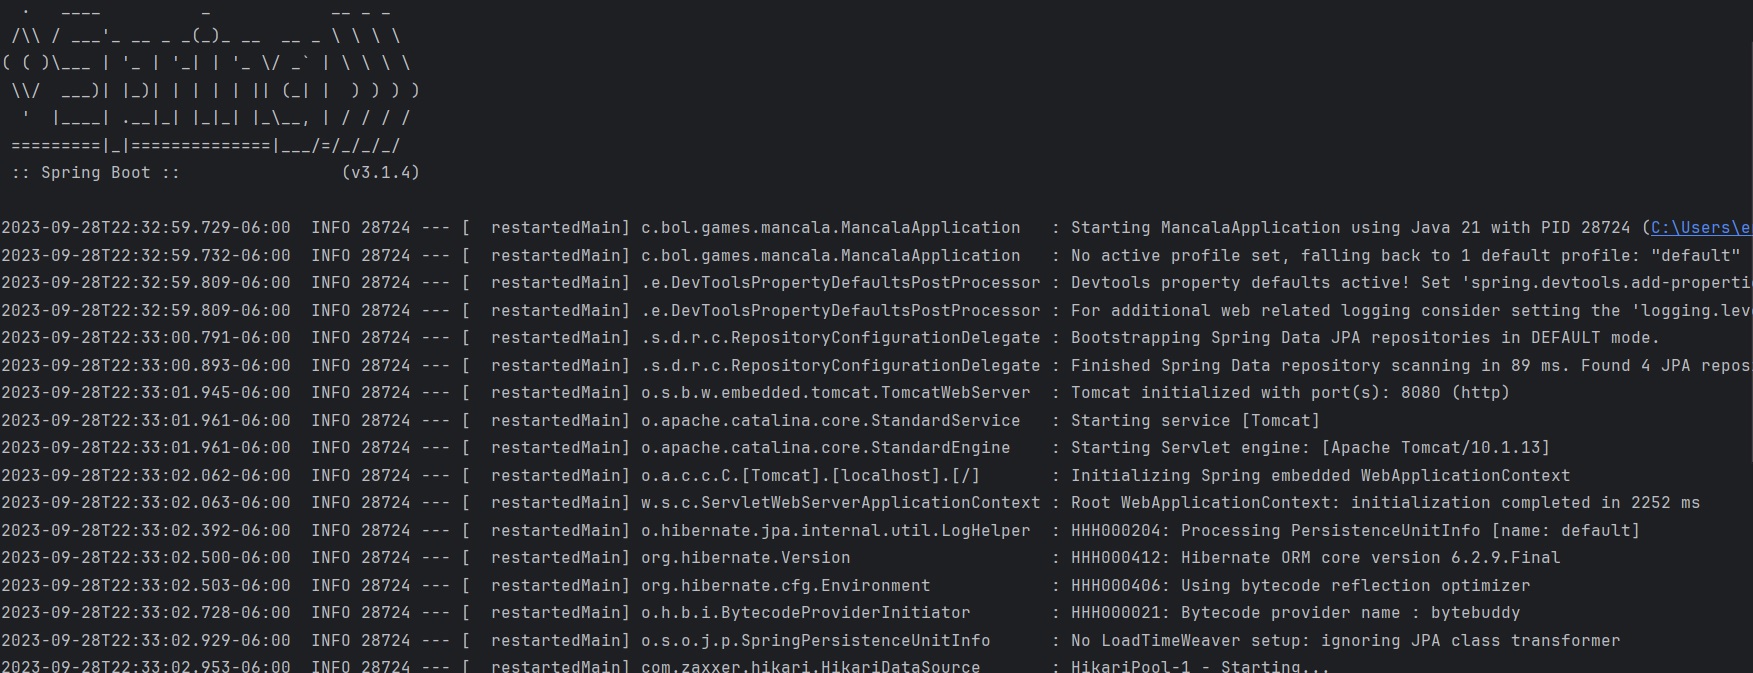 .   ____          _            __ _ _
 /\\ / ___'_ __ _ _(_)_ __  __ _ \ \ \ \
( ( )\___ | '_ | '_| | '_ \/ _` | \ \ \ \
 \\/  ___)| |_)| | | | | || (_| |  ) ) ) )
  '  |____| .__|_| |_|_| |_\__, | / / / /
 =========|_|==============|___/=/_/_/_/
 :: Spring Boot ::                (v3.1.4)

2023-09-28T22:32:59.729-06:00  INFO 28724 --- [  restartedMain] c.bol.games.mancala.MancalaApplication   : Starting MancalaApplication using Java 21 with PID 28724 (C:\Users\e
2023-09-28T22:32:59.732-06:00  INFO 28724 --- [  restartedMain] c.bol.games.mancala.MancalaApplication   : No active profile set, falling back to 1 default profile: "default"
2023-09-28T22:32:59.809-06:00  INFO 28724 --- [  restartedMain] .e.DevToolsPropertyDefaultsPostProcessor : Devtools property defaults active! Set 'spring.devtools.add-properti
2023-09-28T22:32:59.809-06:00  INFO 28724 --- [  restartedMain] .e.DevToolsPropertyDefaultsPostProcessor : For additional web related logging consider setting the 'logging.lev
2023-09-28T22:33:00.791-06:00  INFO 28724 --- [  restartedMain] .s.d.r.c.RepositoryConfigurationDelegate : Bootstrapping Spring Data JPA repositories in DEFAULT mode.
2023-09-28T22:33:00.893-06:00  INFO 28724 --- [  restartedMain] .s.d.r.c.RepositoryConfigurationDelegate : Finished Spring Data repository scanning in 89 ms. Found 4 JPA repos
2023-09-28T22:33:01.945-06:00  INFO 28724 --- [  restartedMain] o.s.b.w.embedded.tomcat.TomcatWebServer  : Tomcat initialized with port(s): 8080 (http)
2023-09-28T22:33:01.961-06:00  INFO 28724 --- [  restartedMain] o.apache.catalina.core.StandardService   : Starting service [Tomcat]
2023-09-28T22:33:01.961-06:00  INFO 28724 --- [  restartedMain] o.apache.catalina.core.StandardEngine    : Starting Servlet engine: [Apache Tomcat/10.1.13]
2023-09-28T22:33:02.062-06:00  INFO 28724 --- [  restartedMain] o.a.c.c.C.[Tomcat].[localhost].[/]       : Initializing Spring embedded WebApplicationContext
2023-09-28T22:33:02.063-06:00  INFO 28724 --- [  restartedMain] w.s.c.ServletWebServerApplicationContext : Root WebApplicationContext: initialization completed in 2252 ms
2023-09-28T22:33:02.392-06:00  INFO 28724 --- [  restartedMain] o.hibernate.jpa.internal.util.LogHelper  : HHH000204: Processing PersistenceUnitInfo [name: default]
2023-09-28T22:33:02.500-06:00  INFO 28724 --- [  restartedMain] org.hibernate.Version                    : HHH000412: Hibernate ORM core version 6.2.9.Final
2023-09-28T22:33:02.503-06:00  INFO 28724 --- [  restartedMain] org.hibernate.cfg.Environment            : HHH000406: Using bytecode reflection optimizer
2023-09-28T22:33:02.728-06:00  INFO 28724 --- [  restartedMain] o.h.b.i.BytecodeProviderInitiator        : HHH000021: Bytecode provider name : bytebuddy
2023-09-28T22:33:02.929-06:00  INFO 28724 --- [  restartedMain] o.s.o.j.p.SpringPersistenceUnitInfo      : No LoadTimeWeaver setup: ignoring JPA class transformer
2023-09-28T22:33:02.953-06:00  INFO 28724 --- [  restartedMain] com.zaxxer.hikari.HikariDataSource       : HikariPool-1 - Starting...